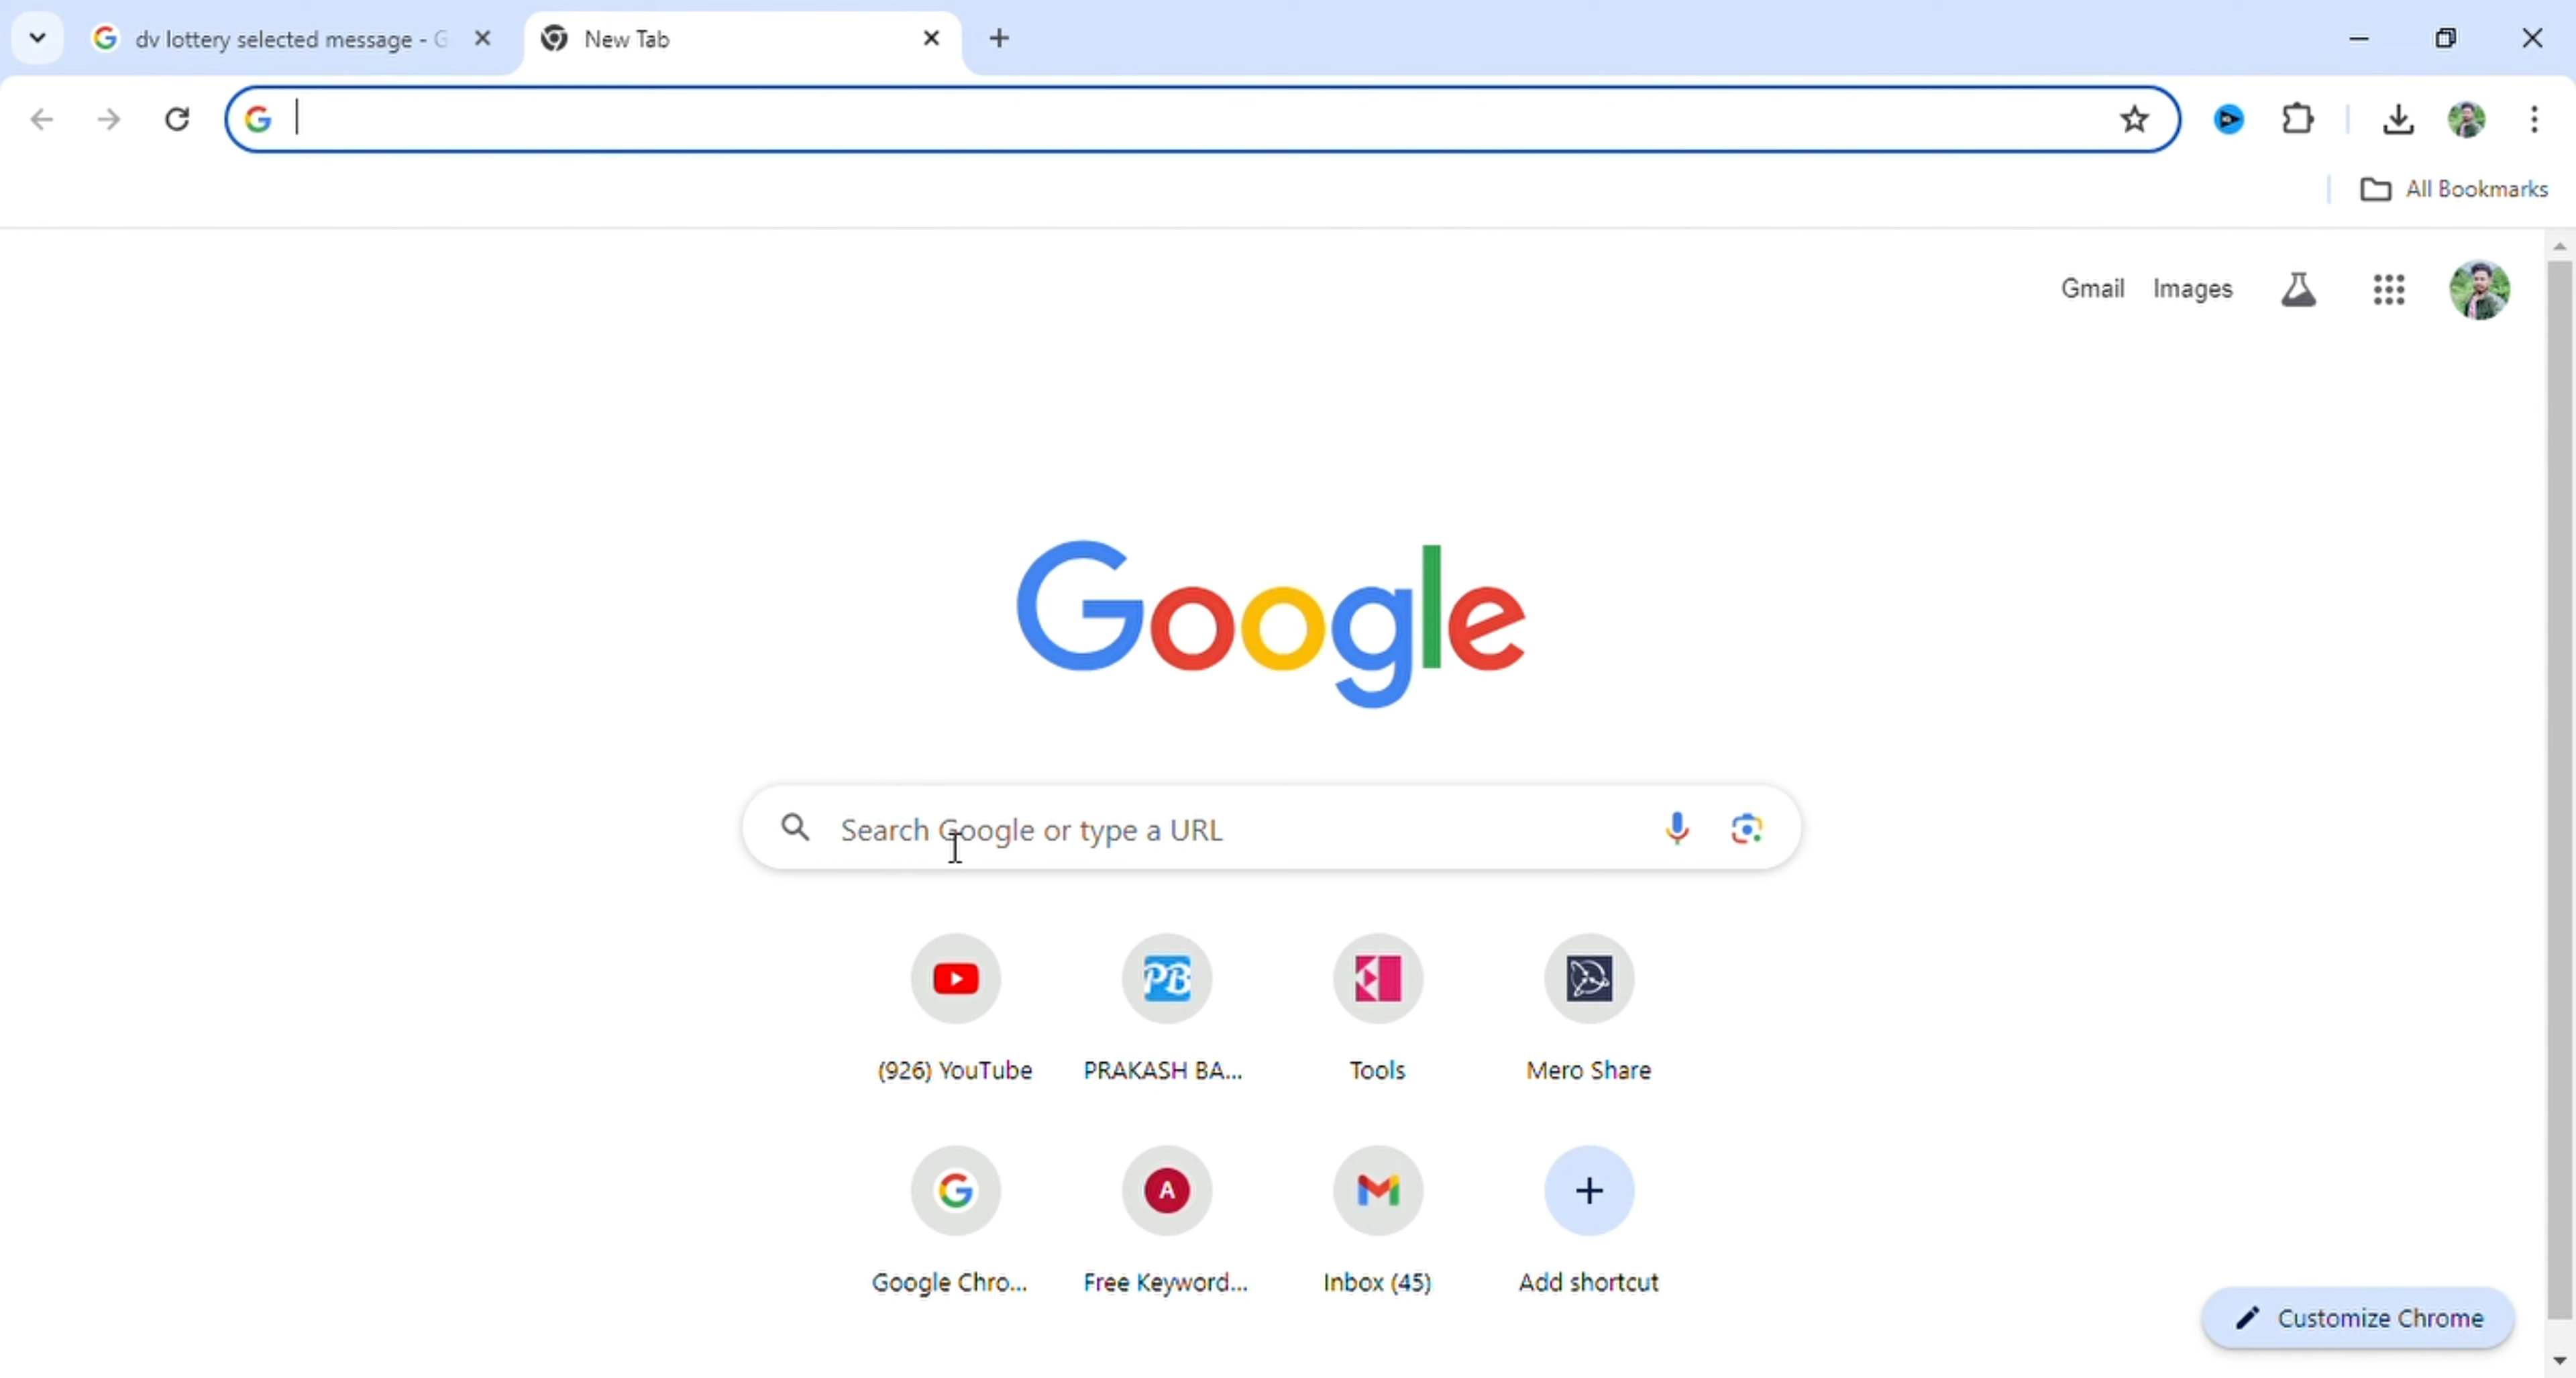 dv lottery selected message - G
New Tab
All Bookmarks
Gmail Images
Google
Search Google or type a URL
PB
(926) YouTube PRAKASH BA... Tools Mero Share
A
Google Chro... Free Keyword... Inbox (45) Add shortcut
Customize Chrome